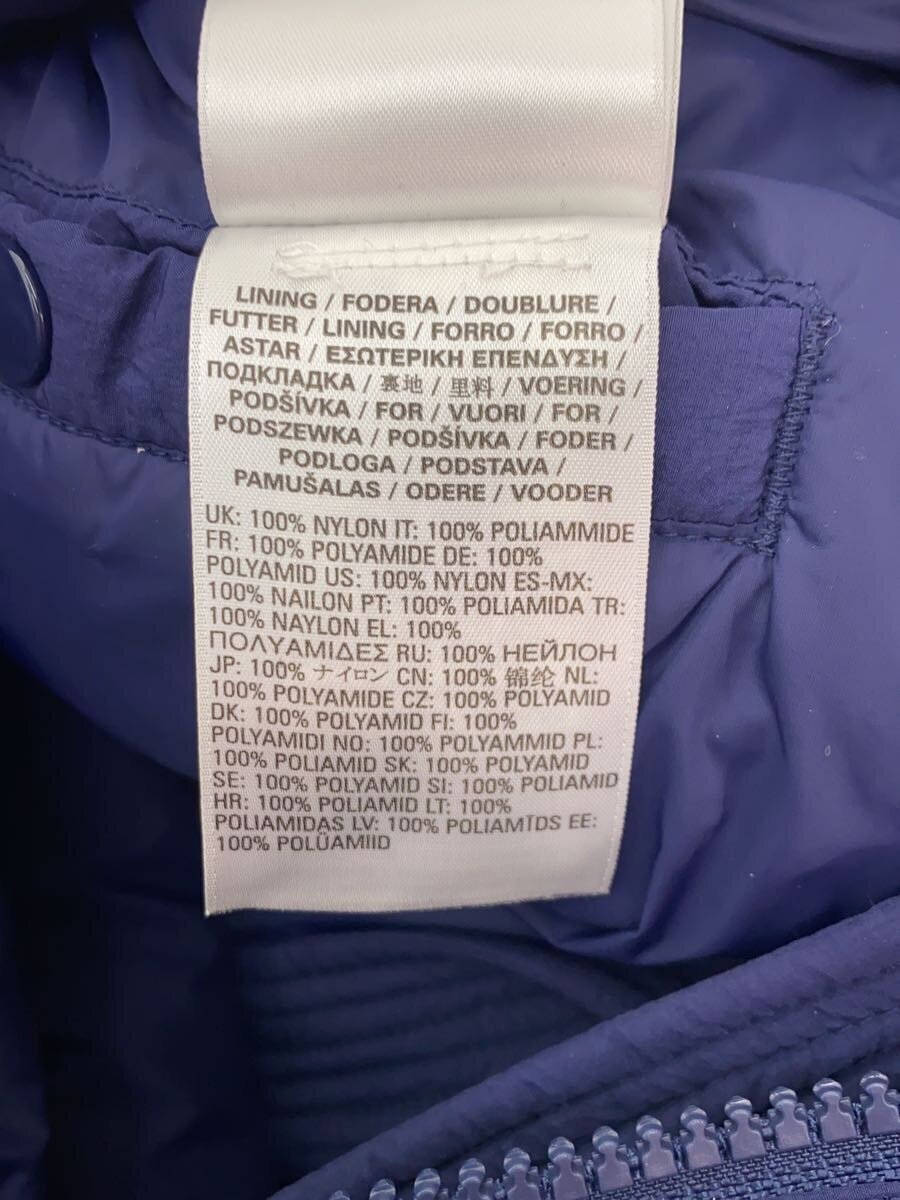 LINING / FODERA / DOUBLURE /
FUTTER / LINING / FORRO / FORRO /
ASTAR / ΕΣΩΤΕΡΙΚΗ ΕΠΕΝΔΥΣΗ /
ПОДКЛАДКА / 裏地 / 里料 / VOERING /
PODŠÍVKA / FOR / VUORI / FOR /
PODSZEWKA / PODŠÍVKA / FODER /
PODLOGA / PODSTAVA /
PAMUŠALAS / ODERE / VOODER
UK: 100% NYLON IT: 100% POLIAMMIDE
FR: 100% POLYAMIDE DE: 100%
POLYAMID US: 100% NYLON ES-MX:
100% NAILON PT: 100% POLIAMIDA TR:
100% NAYLON EL: 100%
ΠΟΛΥΑΜΙΔΕΣ RU: 100% НЕЙЛОН
JP: 100% ナイロン CN: 100% 锦纶 NL:
100% POLYAMIDE CZ: 100% POLYAMID
DK: 100% POLYAMID FI: 100%
POLYAMIDI NO: 100% POLYAMMID PL:
100% POLIAMID SK: 100% POLYAMID
SE: 100% POLYAMID SI: 100% POLIAMID
HR: 100% POLIAMID LT: 100%
POLIAMIDAS LV: 100% POLIAMĪDS EE:
100% POLÜAMIID